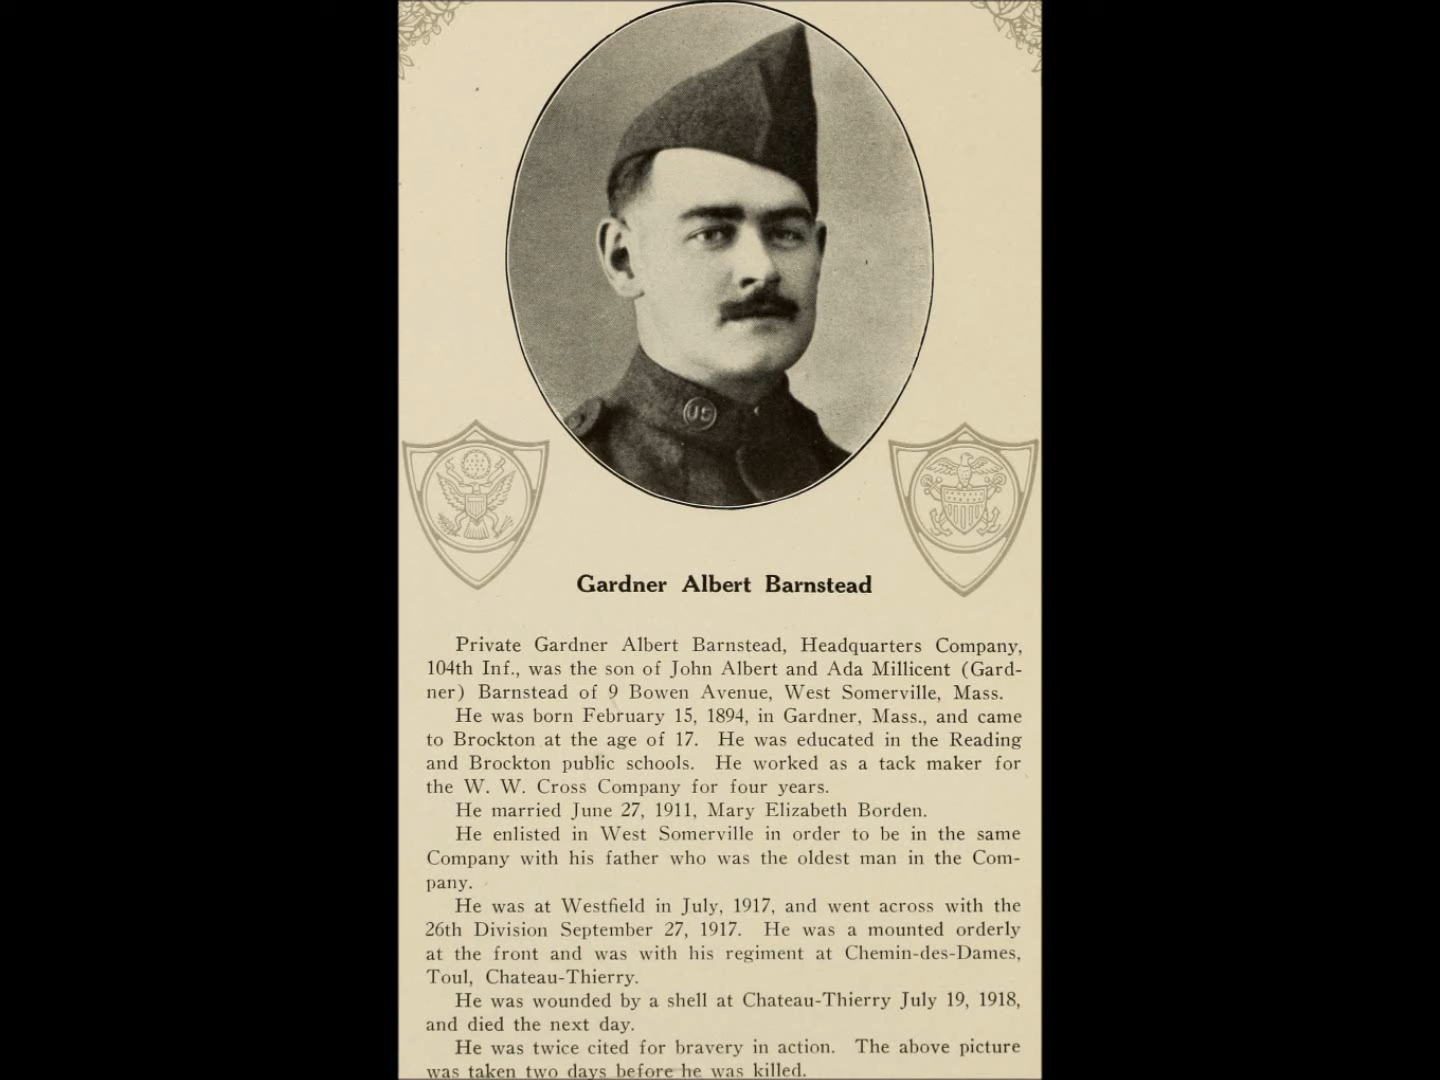 US
Gardner Albert Barnstead
Private Gardner Albert Barnstead, Headquarters Company,
104th Inf., was the son of John Albert and Ada Millicent (Gard-
ner) Barnstead of 9 Bowen Avenue, West Somerville, Mass.
He was born February 15, 1894, in Gardner, Mass., and came
to Brockton at the age of 17. He was educated in the Reading
and Brockton public schools. He worked as a tack maker for
the W. W. Cross Company for four years.
He married June 27, 1911, Mary Elizabeth Borden.
He enlisted in West Somerville in order to be in the same
Company with his father who was the oldest man in the Com-
pany.
He was at Westfield in July, 1917, and went across with the
26th Division September 27, 1917. He was a mounted orderly
at the front and was with his regiment at Chemin-des-Dames,
Toul, Chateau-Thierry.
He was wounded by a shell at Chateau-Thierry July 19, 1918,
and died the next day.
He was twice cited for bravery in action. The above picture
was taken two days before he was killed.